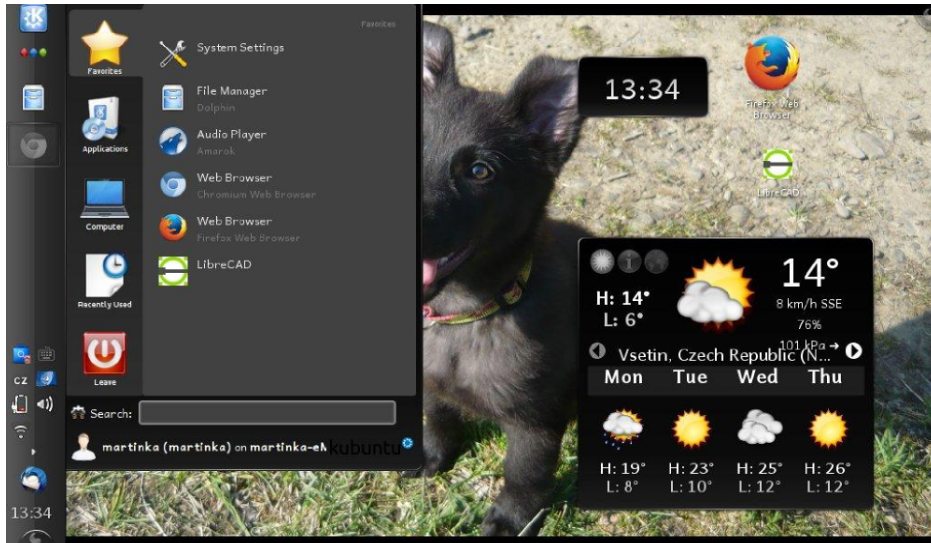 Favorites
Favorites
System Settings
File Manager
Dolphin
Applications
Audio Player
Amarok
Web Browser
Chromium Web Browser
Computer
Web Browser
Firefox Web Browser
LibreCAD
Recently Used
Leave
Search:
martinka (martinka) on martinka-eM
kubuntu
CZ
13:34
13:34
Firefox Web
Browser
LibreCAD
14°
H: 14°
L: 6°
8 km/h SSE
76%
101 kPa →
Vsetin, Czech Republic (N...
Mon Tue Wed Thu
H: 19° H: 23° H: 25° H: 26°
L: 8° L: 10° L: 12° L: 12°